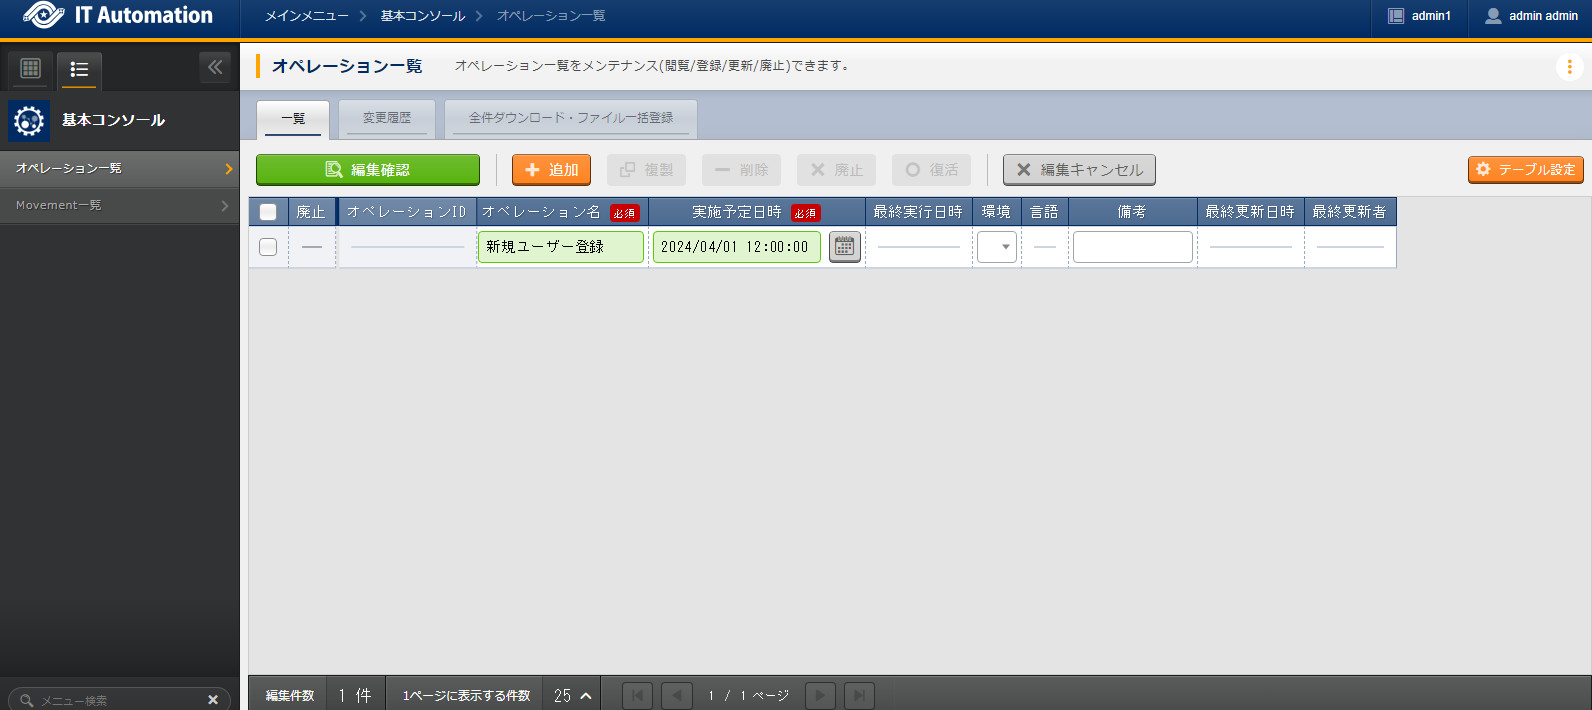 IT Automation
メインメニュー 基本コンソール オペレーション一覧
admin1 admin admin
基本コンソール
オペレーション一覧
Movement一覧
メニュー検索
オペレーション一覧 オペレーション一覧をメンテナンス(閲覧/登録/更新/廃止)できます。
一覧 変更履歴 全件ダウンロード・ファイル一括登録
編集確認 追加 複製 削除 廃止 復活 編集キャンセル テーブル設定
廃止 オペレーションID オペレーション名 必須 実施予定日時 必須 最終実行日時 環境 言語 備考 最終更新日時 最終更新者
新規ユーザー登録 2024/04/01 12:00:00
編集件数 1 件 1ページに表示する件数 25 1 / 1 ページ